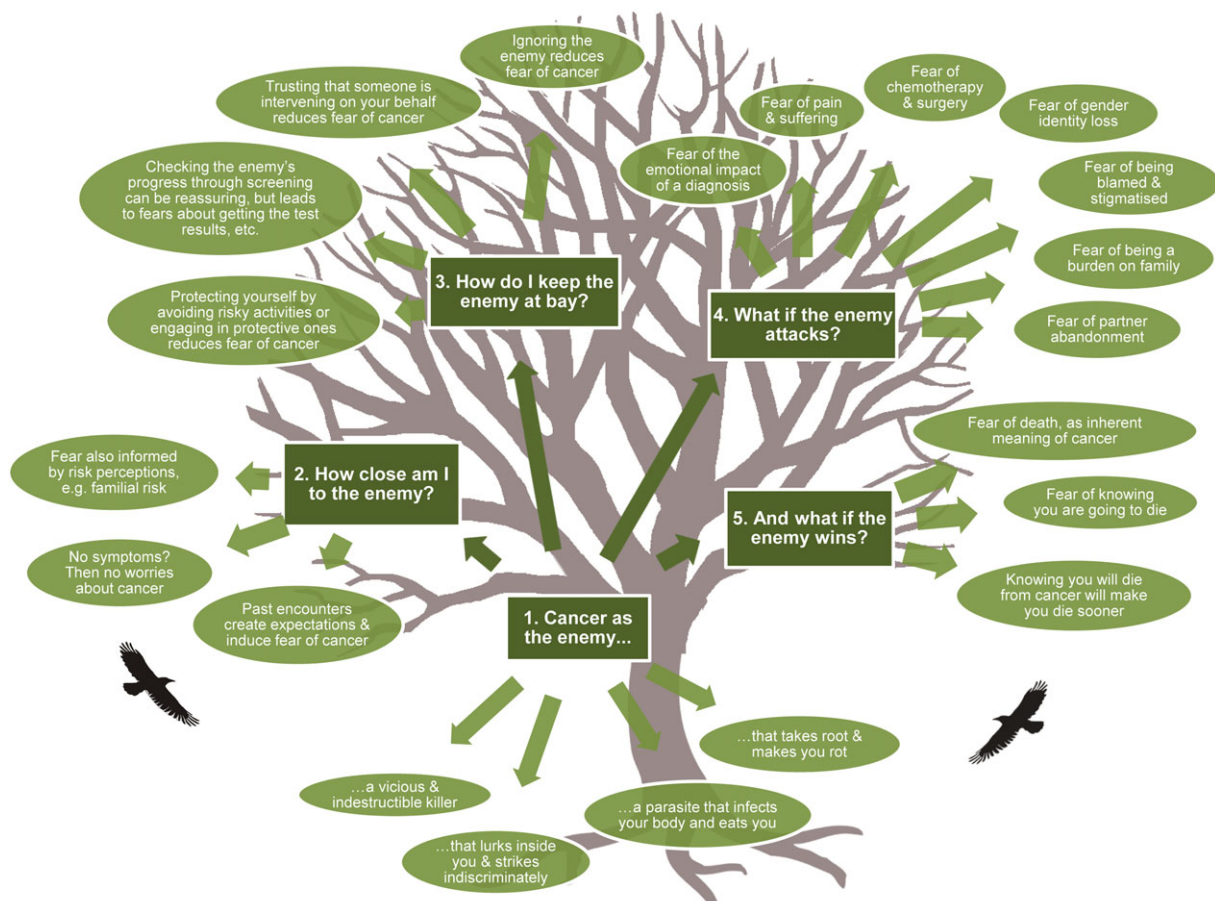 Ignoring the
enemy reduces
fear of cancer
Trusting that someone is
intervening on your behalf
reduces fear of cancer
Checking the enemy's
progress through screening
can be reassuring, but leads
to fears about getting the test
results, etc.
Protecting yourself by
avoiding risky activities or
engaging in protective ones
reduces fear of cancer
3. How do I keep the
enemy at bay?
Fear of the
emotional impact
of a diagnosis
Fear of pain
& suffering
Fear of
chemotherapy
& surgery
Fear of gender
identity loss
Fear of being
blamed &
stigmatised
Fear of being a
burden on family
Fear of partner
abandonment
4. What if the enemy
attacks?
Fear also informed
by risk perceptions,
e.g. familial risk
No symptoms?
Then no worries
about cancer
Past encounters
create expectations &
induce fear of cancer
2. How close am I
to the enemy?
Fear of death, as inherent
meaning of cancer
Fear of knowing
you are going to die
Knowing you will die
from cancer will make
you die sooner
5. And what if the
enemy wins?
1. Cancer as
the enemy...
…a vicious &
indestructible killer
…that lurks inside
you & strikes
indiscriminately
…a parasite that infects
your body and eats you
…that takes root &
makes you rot